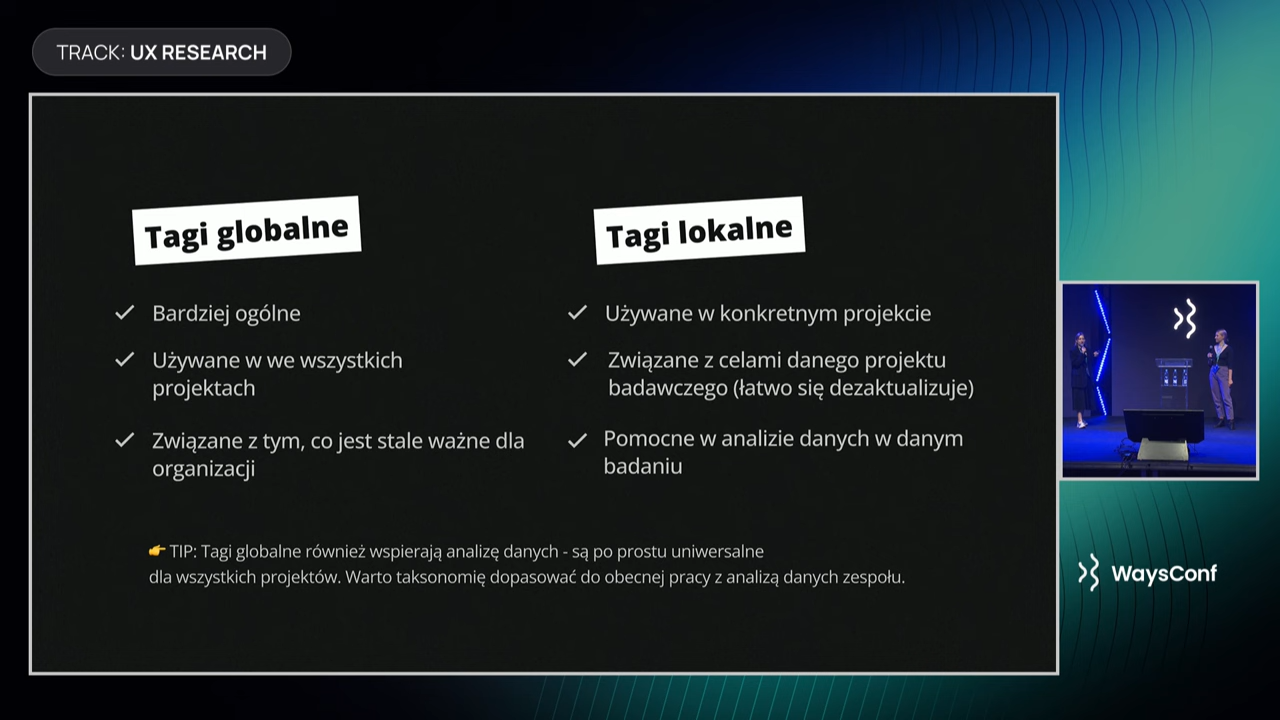 TRACK: UX RESEARCH
Tagi globalne
Bardziej ogólne
Używane w we wszystkich
projektach
Związane z tym, co jest stale ważne dla
organizacji
Tagi lokalne
Używane w konkretnym projekcie
Związane z celami danego projektu
badawczego (łatwo się dezaktualizuje)
Pomocne w analizie danych w danym
badaniu
👉 TIP: Tagi globalne również wspierają analizę danych - są po prostu uniwersalne
dla wszystkich projektów. Warto taksonomię dopasować do obecnej pracy z analizą danych zespołu.
WaysConf